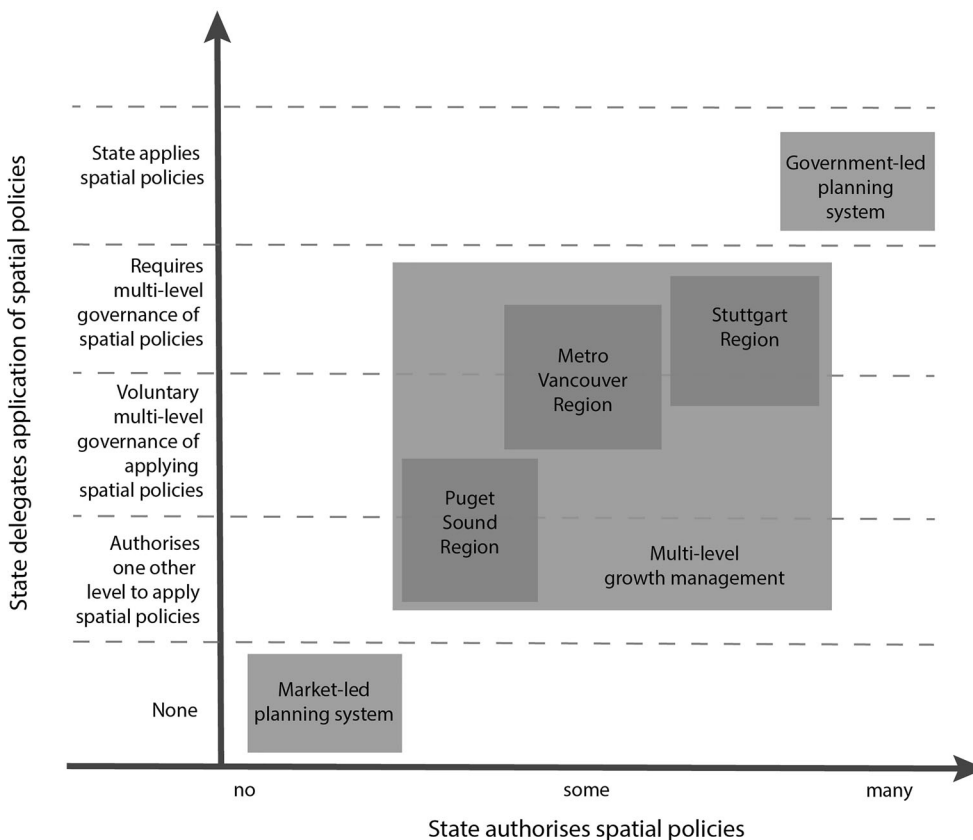 State delegates application of spatial policies
State applies
spatial policies
Government-led
planning
system
Requires
multi-level
governance of
spatial policies
Stuttgart
Region
Metro
Vancouver
Region
Voluntary
multi-level
governance of
applying
spatial policies
Puget
Sound
Region
Authorises
one other
level to apply
spatial policies
Multi-level
growth management
None
Market-led
planning system
no
some
many
State authorises spatial policies